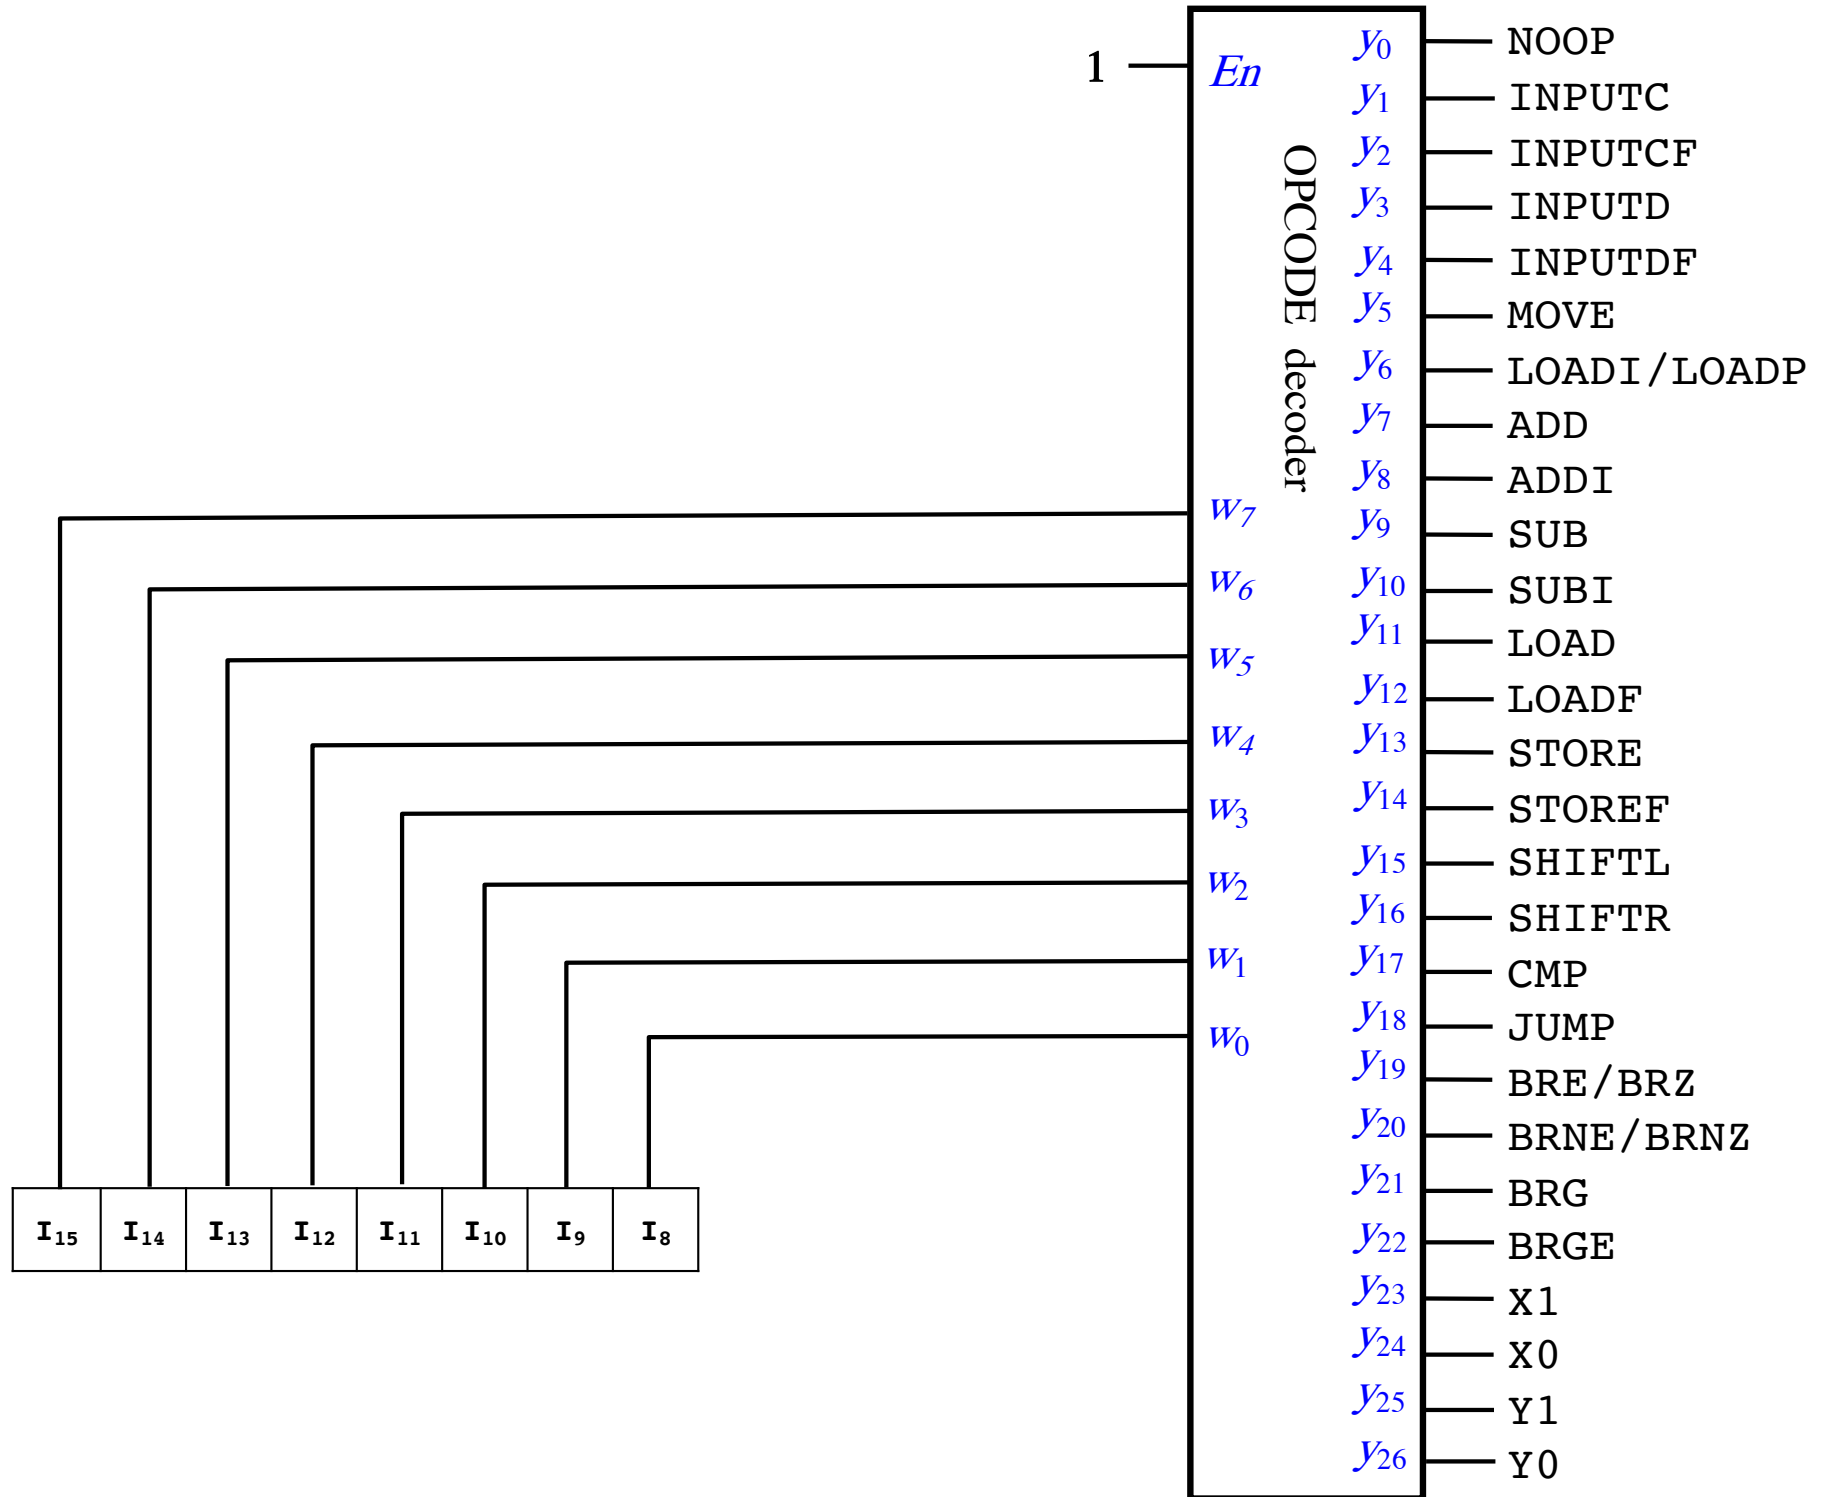 1 En y0 NOOP
y1 INPUTC
y2 INPUTCF
y3 INPUTD
y4 INPUTDF
y5 MOVE
y6 LOADI/LOADP
y7 ADD
y8 ADDI
OPCODE decoder
w7 y9 SUB
w6 y10 SUBI
w5 y11 LOAD
y12 LOADF
w4 y13 STORE
w3 y14 STOREF
y15 SHIFTL
w2 y16 SHIFTR
w1 y17 CMP
w0 y18 JUMP
y19 BRE/BRZ
y20 BRNE/BRNZ
y21 BRG
y22 BRGE
y23 X1
y24 X0
y25 Y1
y26 Y0
I15 I14 I13 I12 I11 I10 I9 I8